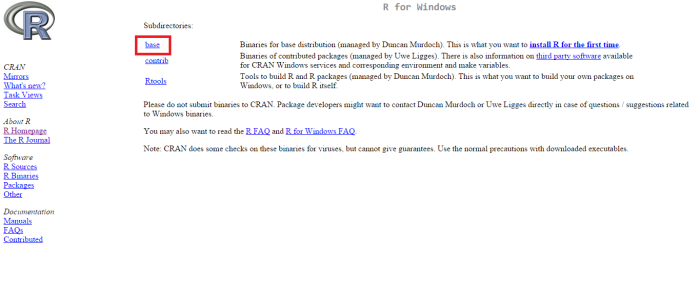 R
R for Windows
Subdirectories:
base Binaries for base distribution (managed by Duncan Murdoch). This is what you want to install R for the first time.
contrib Binaries of contributed packages (managed by Uwe Ligges). There is also information on third party software available
for CRAN Windows services and corresponding environment and make variables.
Rtools Tools to build R and R packages (managed by Duncan Murdoch). This is what you want to build your own packages on
Windows, or to build R itself.
Please do not submit binaries to CRAN. Package developers might want to contact Duncan Murdoch or Uwe Ligges directly in case of questions / suggestions related
to Windows binaries.
You may also want to read the R FAQ and R for Windows FAQ.
Note: CRAN does some checks on these binaries for viruses, but cannot give guarantees. Use the normal precautions with downloaded executables.
CRAN
Mirrors
What's new?
Task Views
Search
About R
R Homepage
The R Journal
Software
R Sources
R Binaries
Packages
Other
Documentation
Manuals
FAQs
Contributed